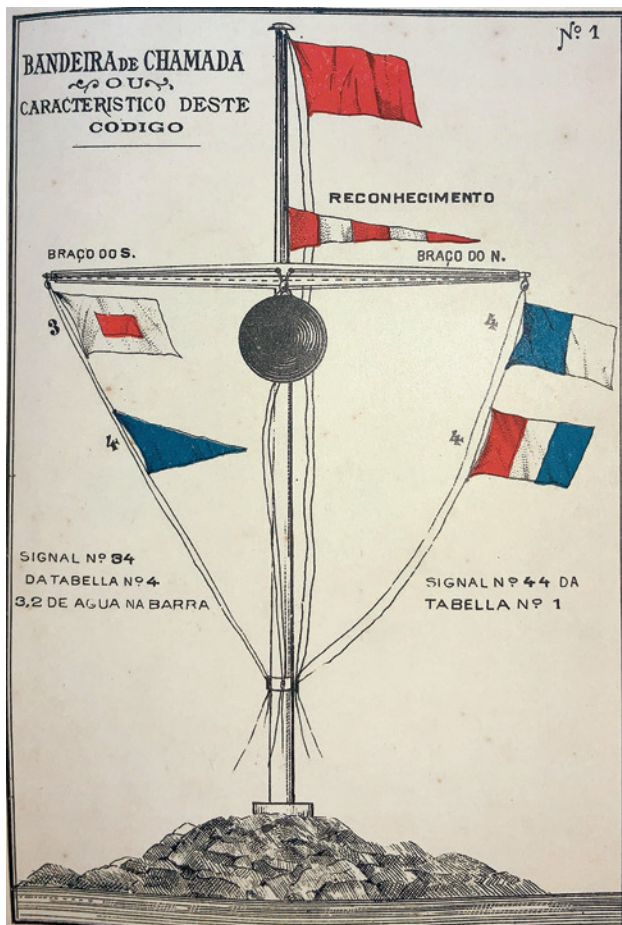 Nº 1
BANDEIRA DE CHAMADA
OU
CARACTERISTICO DESTE
CODIGO
RECONHECIMENTO
BRAÇO DO S.
BRAÇO DO N.
3
4
4
4
SIGNAL Nº 34
DA TABELLA Nº 4
3,2 DE AGUA NA BARRA
SIGNAL Nº 44 DA
TABELLA Nº 1